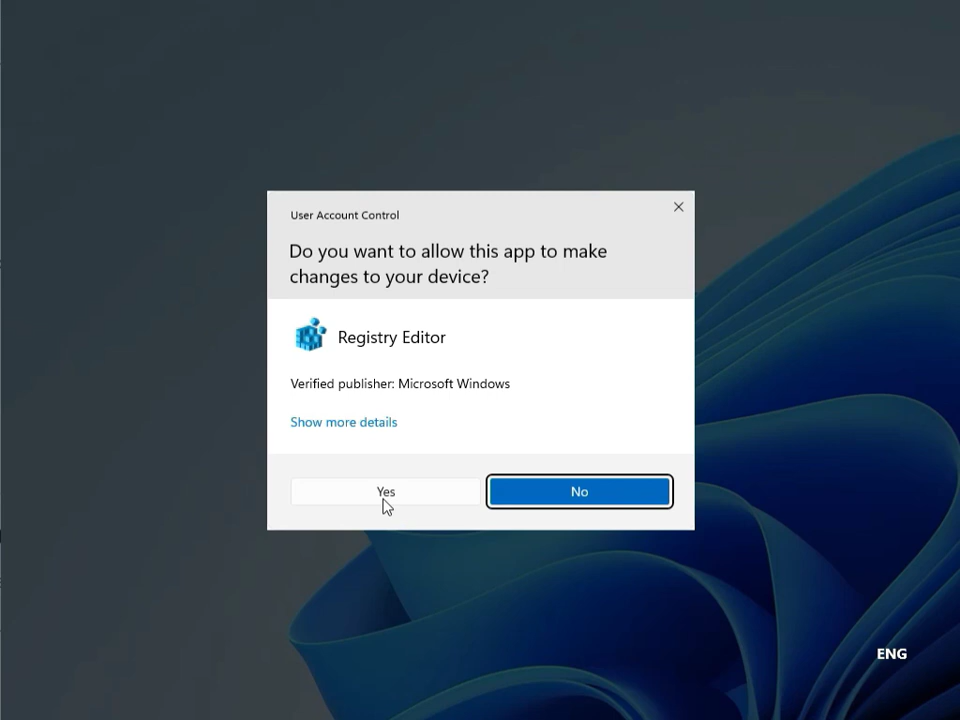 User Account Control
Do you want to allow this app to make
changes to your device?
Registry Editor
Verified publisher: Microsoft Windows
Show more details
Yes
No
ENG